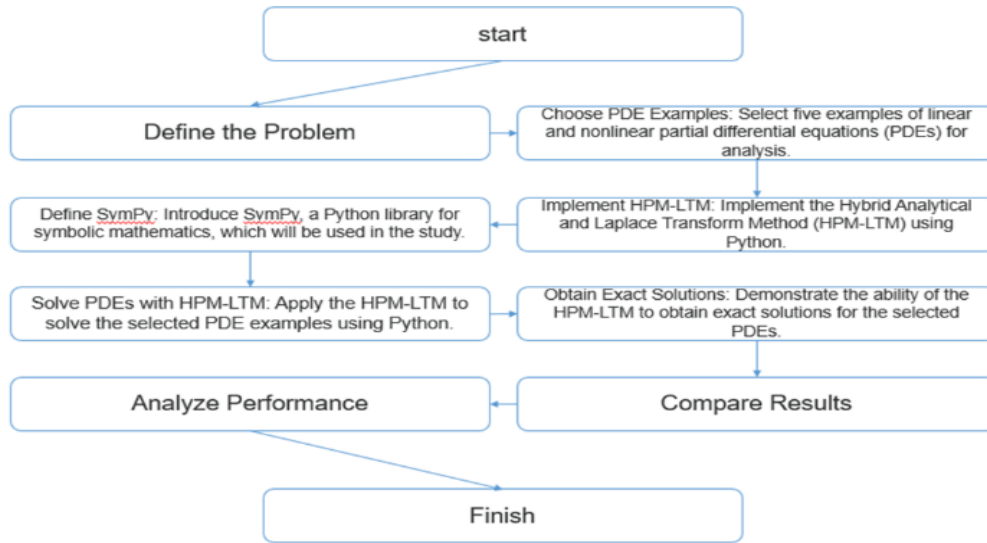 start
Define the Problem
Choose PDE Examples: Select five examples of linear
and nonlinear partial differential equations (PDEs) for
analysis.
Implement HPM-LTM: Implement the Hybrid Analytical
and Laplace Transform Method (HPM-LTM) using
Python.
Define SymPy: Introduce SymPy, a Python library for
symbolic mathematics, which will be used in the study.
Solve PDEs with HPM-LTM: Apply the HPM-LTM to
solve the selected PDE examples using Python.
Obtain Exact Solutions: Demonstrate the ability of the
HPM-LTM to obtain exact solutions for the selected
PDEs.
Compare Results
Analyze Performance
Finish